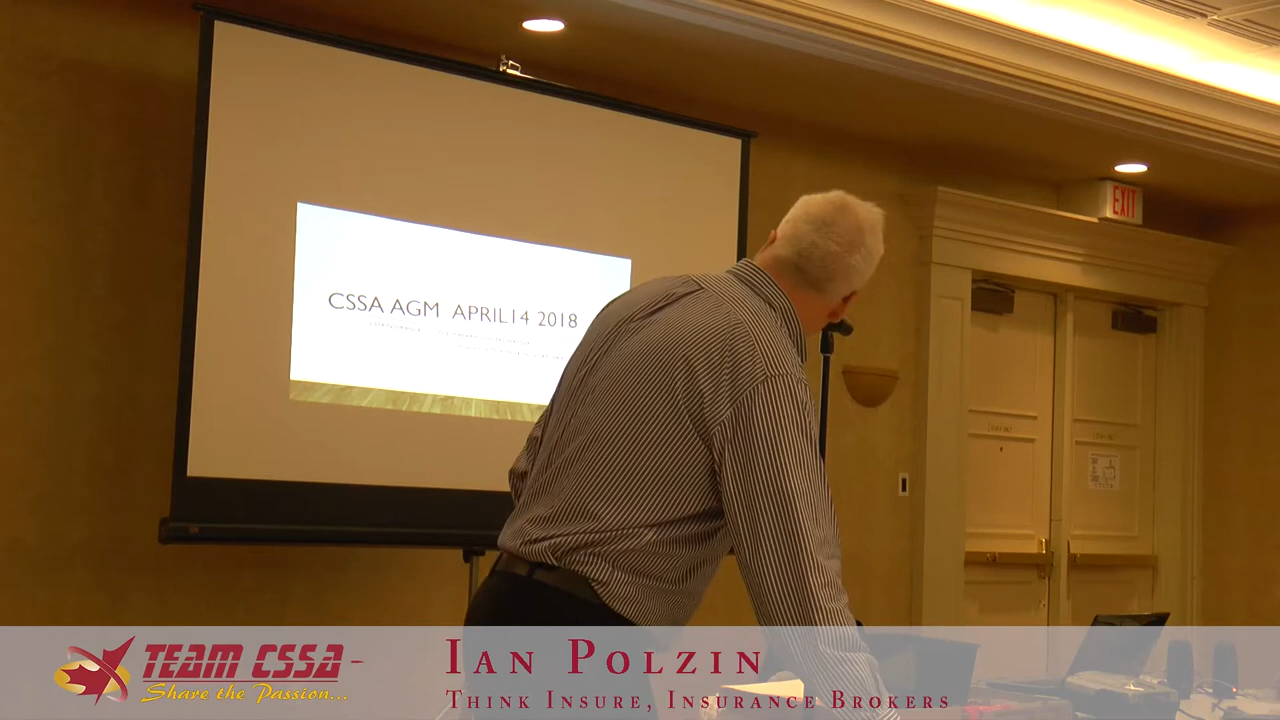 EXIT
CSSA AGM APRIL14 2018
TEAM CSSA
Share the Passion...
IAN POLZIN
THINK INSURE, INSURANCE BROKERS